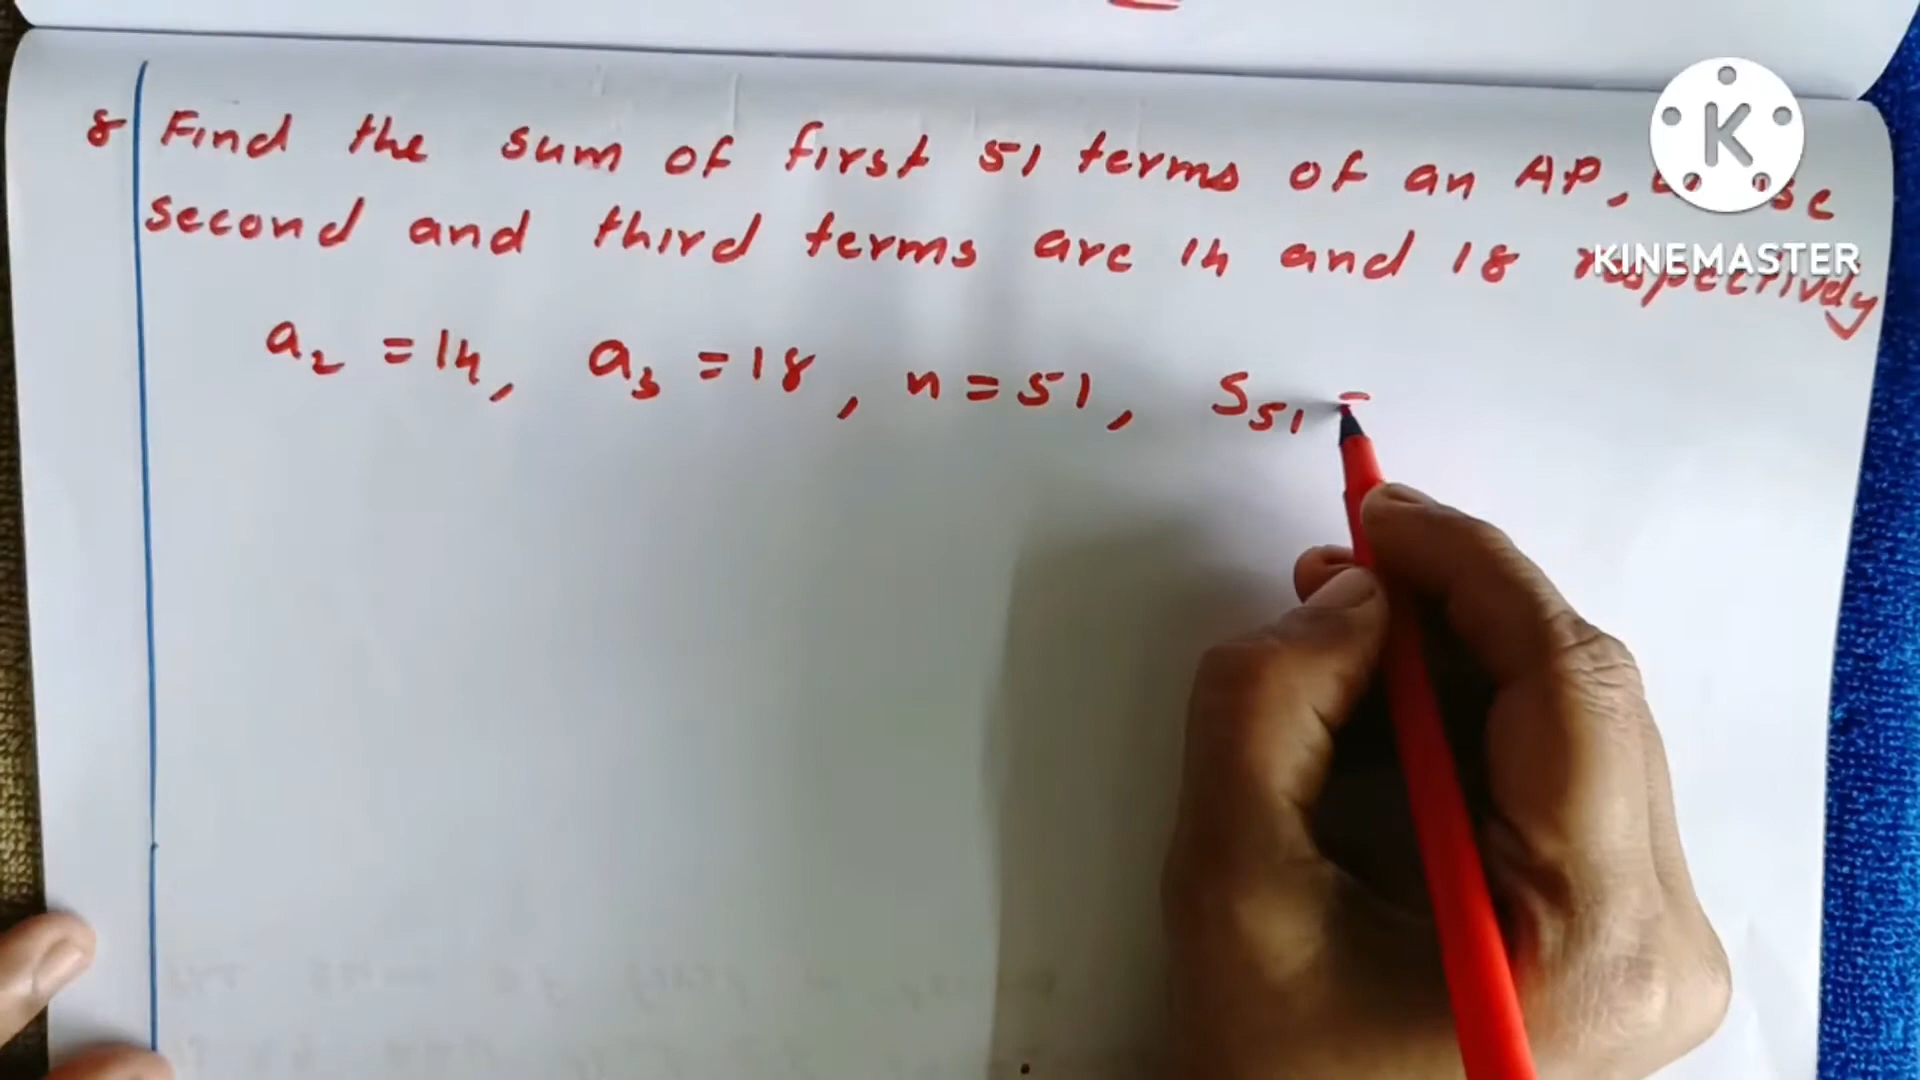 8 Find the sum of first 51 terms of an AP,
second and third terms are 14 and 18 respectively
a₂ = 14, a₃ = 18, n = 51, S₅₁ =
K
KINEMASTER